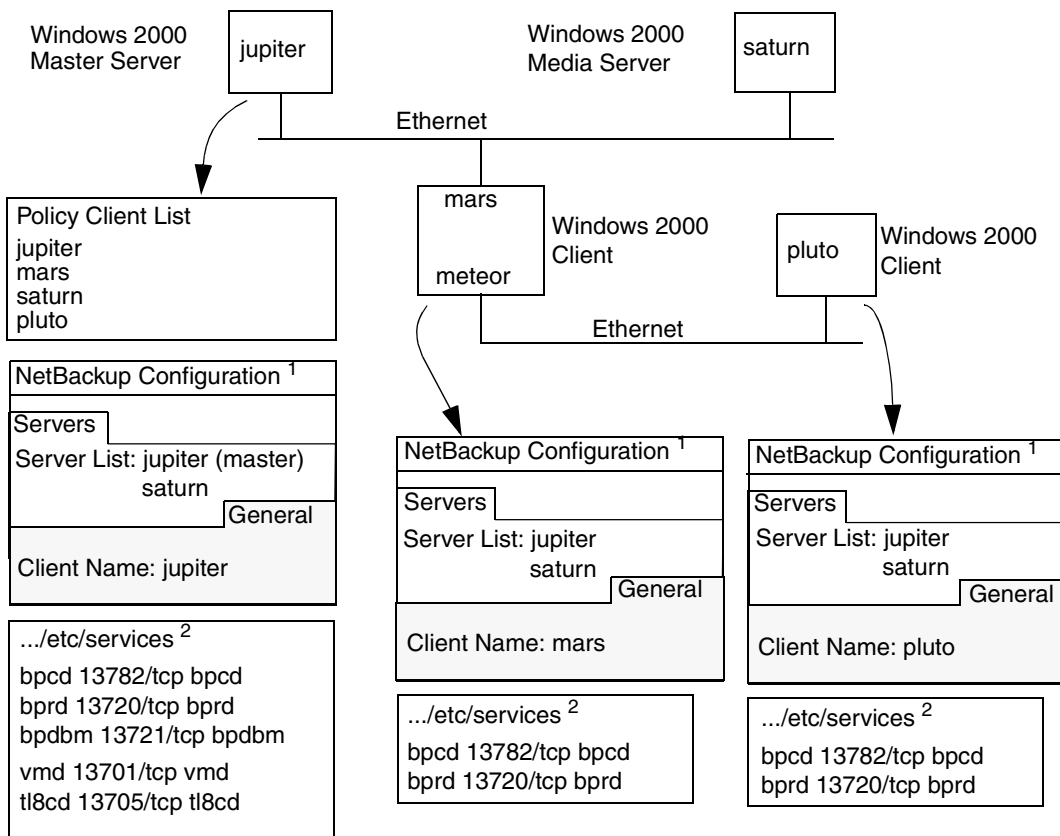 Windows 2000
Master Server
jupiter
Windows 2000
Media Server
saturn
Ethernet
mars
meteor
Windows 2000
Client
pluto
Windows 2000
Client
Ethernet
Policy Client List
jupiter
mars
saturn
pluto
NetBackup Configuration 1
Servers
Server List: jupiter (master)
saturn
General
Client Name: jupiter
.../etc/services 2
bpcd 13782/tcp bpcd
bprd 13720/tcp bprd
bpdbm 13721/tcp bpdbm
vmd 13701/tcp vmd
tl8cd 13705/tcp tl8cd
NetBackup Configuration 1
Servers
Server List: jupiter
saturn
General
Client Name: mars
.../etc/services 2
bpcd 13782/tcp bpcd
bprd 13720/tcp bprd
NetBackup Configuration 1
Servers
Server List: jupiter
saturn
General
Client Name: pluto
.../etc/services 2
bpcd 13782/tcp bpcd
bprd 13720/tcp bprd